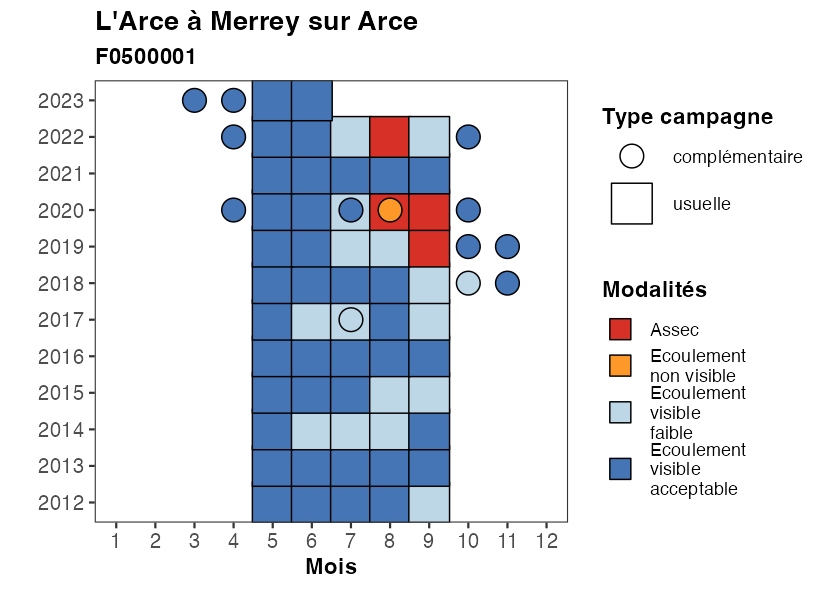 L'Arce à Merrey sur Arce
F0500001
2023
2022
2021
2020
2019
2018
2017
2016
2015
2014
2013
2012
1 2 3 4 5 6 7 8 9 10 11 12
Mois
Type campagne
complémentaire
usuelle
Modalités
Assec
Ecoulement
non visible
Ecoulement
visible
faible
Ecoulement
visible
acceptable